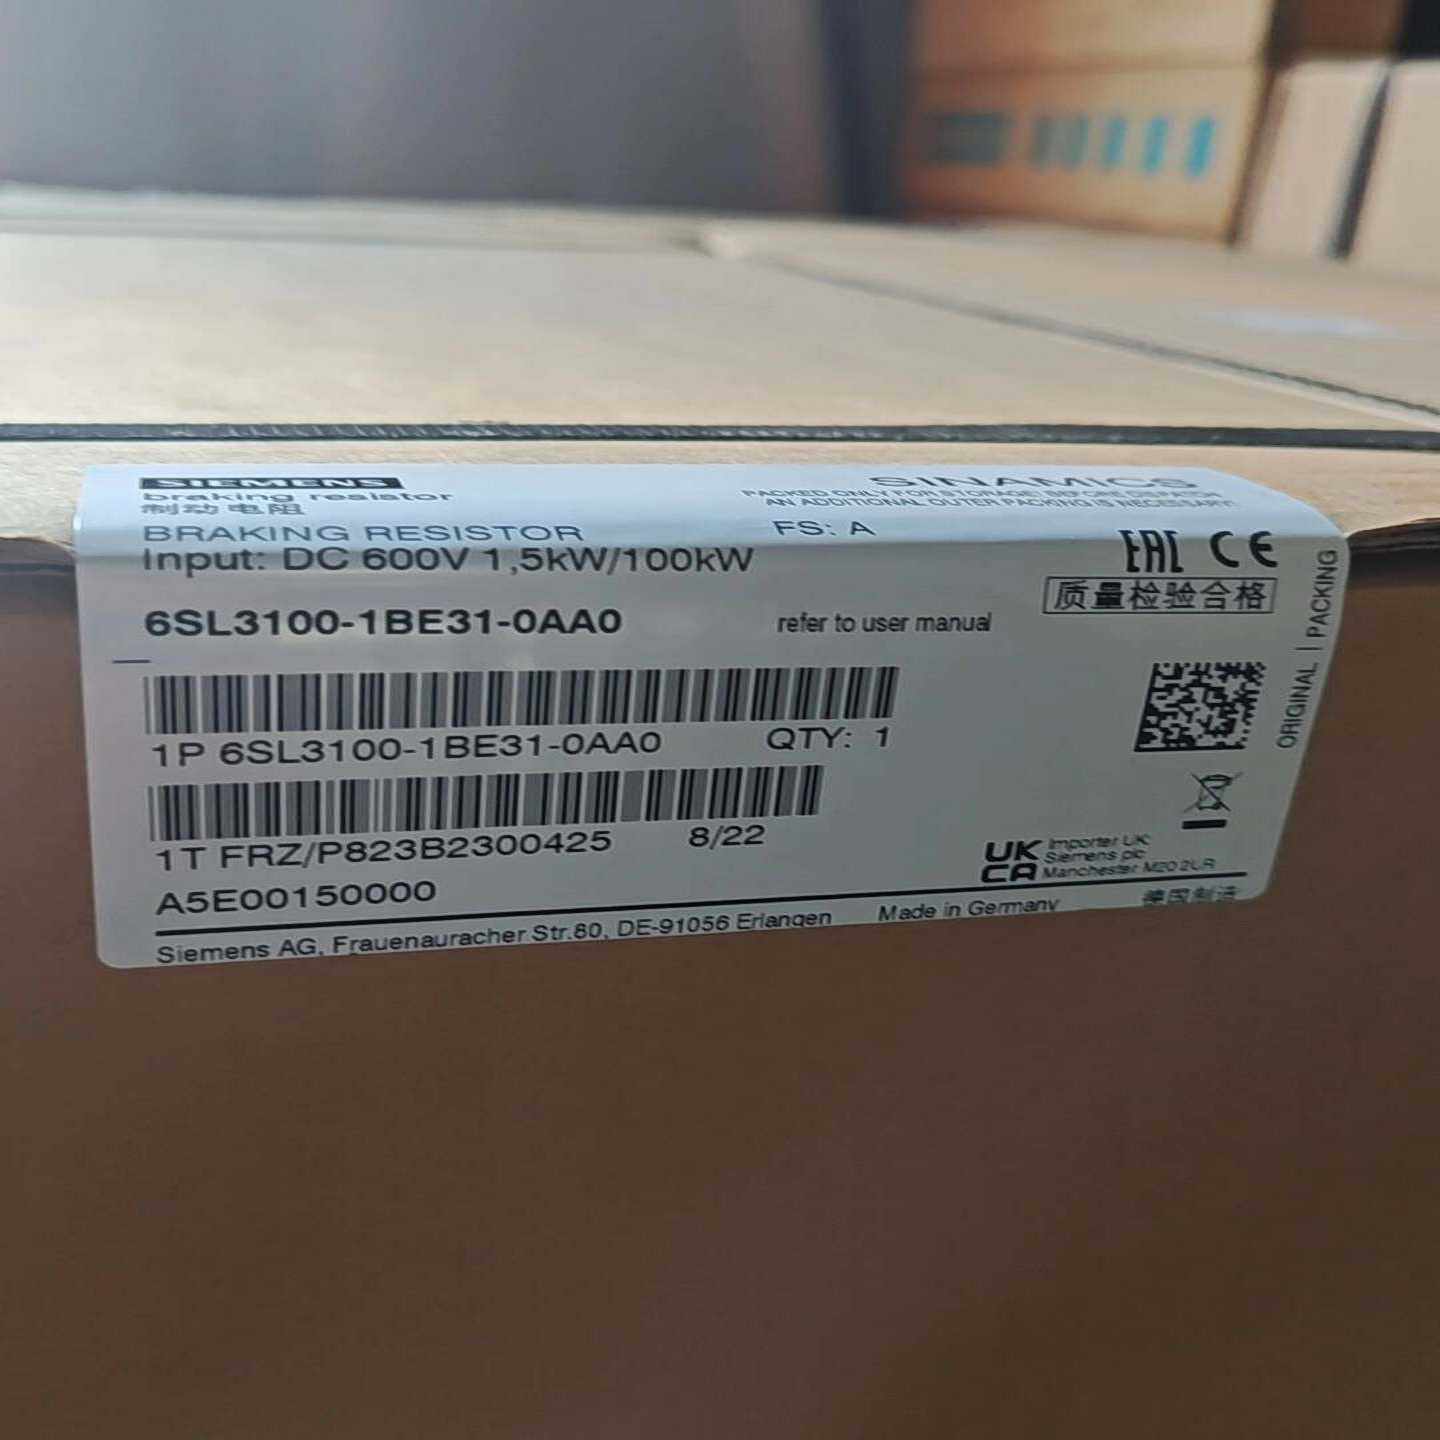 SIEMENS
SINAMICS
braking resistor
PACKED ONLY FOR STORAGE. BEFORE DISPATCH
制动电阻
AN ADDITIONAL OUTER PACKING IS NECESSARY!
BRAKING RESISTOR
FS: A
Input: DC 600V 1,5kW/100kW
EAC CE
质量检验合格
6SL3100-1BE31-0AA0
refer to user manual
ORIGINAL | PACKING
1P 6SL3100-1BE31-0AA0 QTY: 1
1T FRZ/P823B2300425 8/22
UK
CA
Importer UK:
Siemens plc
Manchester M20 2UR
A5E00150000
Siemens AG, Frauenauracher Str.80, DE-91056 Erlangen Made in Germany 德国制造